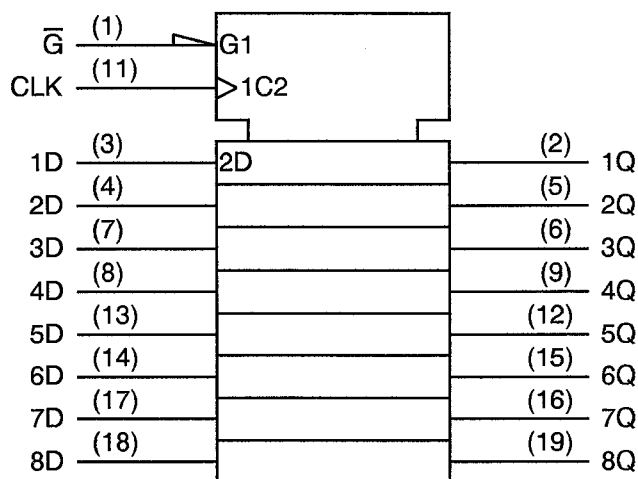 G̅ (1) G1
CLK (11) 1C2
1D (3) 2D (2) 1Q
2D (4) (5) 2Q
3D (7) (6) 3Q
4D (8) (9) 4Q
5D (13) (12) 5Q
6D (14) (15) 6Q
7D (17) (16) 7Q
8D (18) (19) 8Q